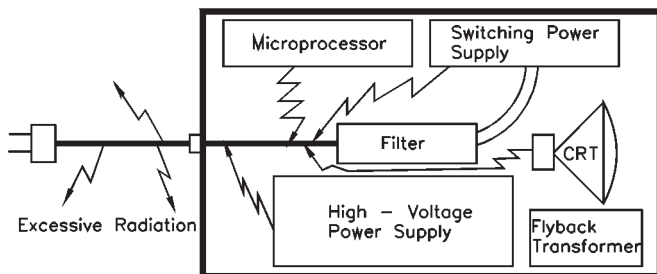 Microprocessor
Switching Power
Supply
Filter
CRT
Excessive Radiation
High - Voltage
Power Supply
Flyback
Transformer